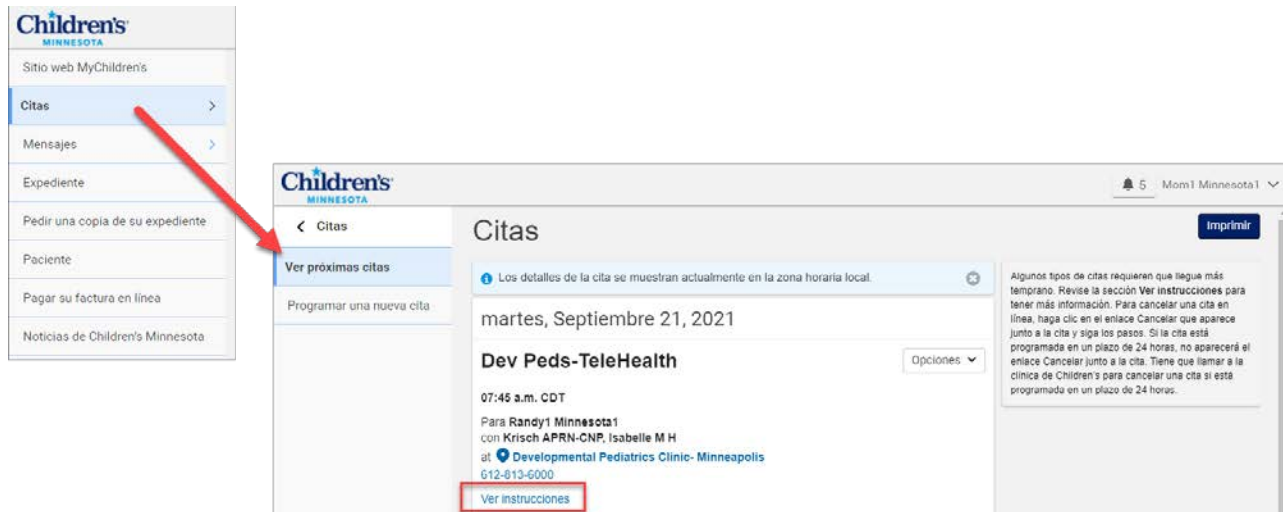 Children's
MINNESOTA
Sitio web MyChildren's
Citas
Mensajes
Expediente
Pedir una copia de su expediente
Paciente
Pagar su factura en línea
Noticias de Children's Minnesota
Children's
MINNESOTA
5 Mom1 Minnesota1
Citas
Ver próximas citas
Programar una nueva cita
Citas
Imprimir
Los detalles de la cita se muestran actualmente en la zona horaria local.
martes, Septiembre 21, 2021
Dev Peds-TeleHealth
Opciones
07:45 a.m. CDT
Para Randy1 Minnesota1
con Krisch APRN-CNP, Isabelle M H
at Developmental Pediatrics Clinic- Minneapolis
612-813-6000
Ver instrucciones
Algunos tipos de citas requieren que llegue más
temprano. Revise la sección Ver instrucciones para
tener más información. Para cancelar una cita en
línea, haga clic en el enlace Cancelar que aparece
junto a la cita y siga los pasos. Si la cita está
programada en un plazo de 24 horas, no aparecerá el
enlace Cancelar junto a la cita. Tiene que llamar a la
clínica de Children's para cancelar una cita si está
programada en un plazo de 24 horas.